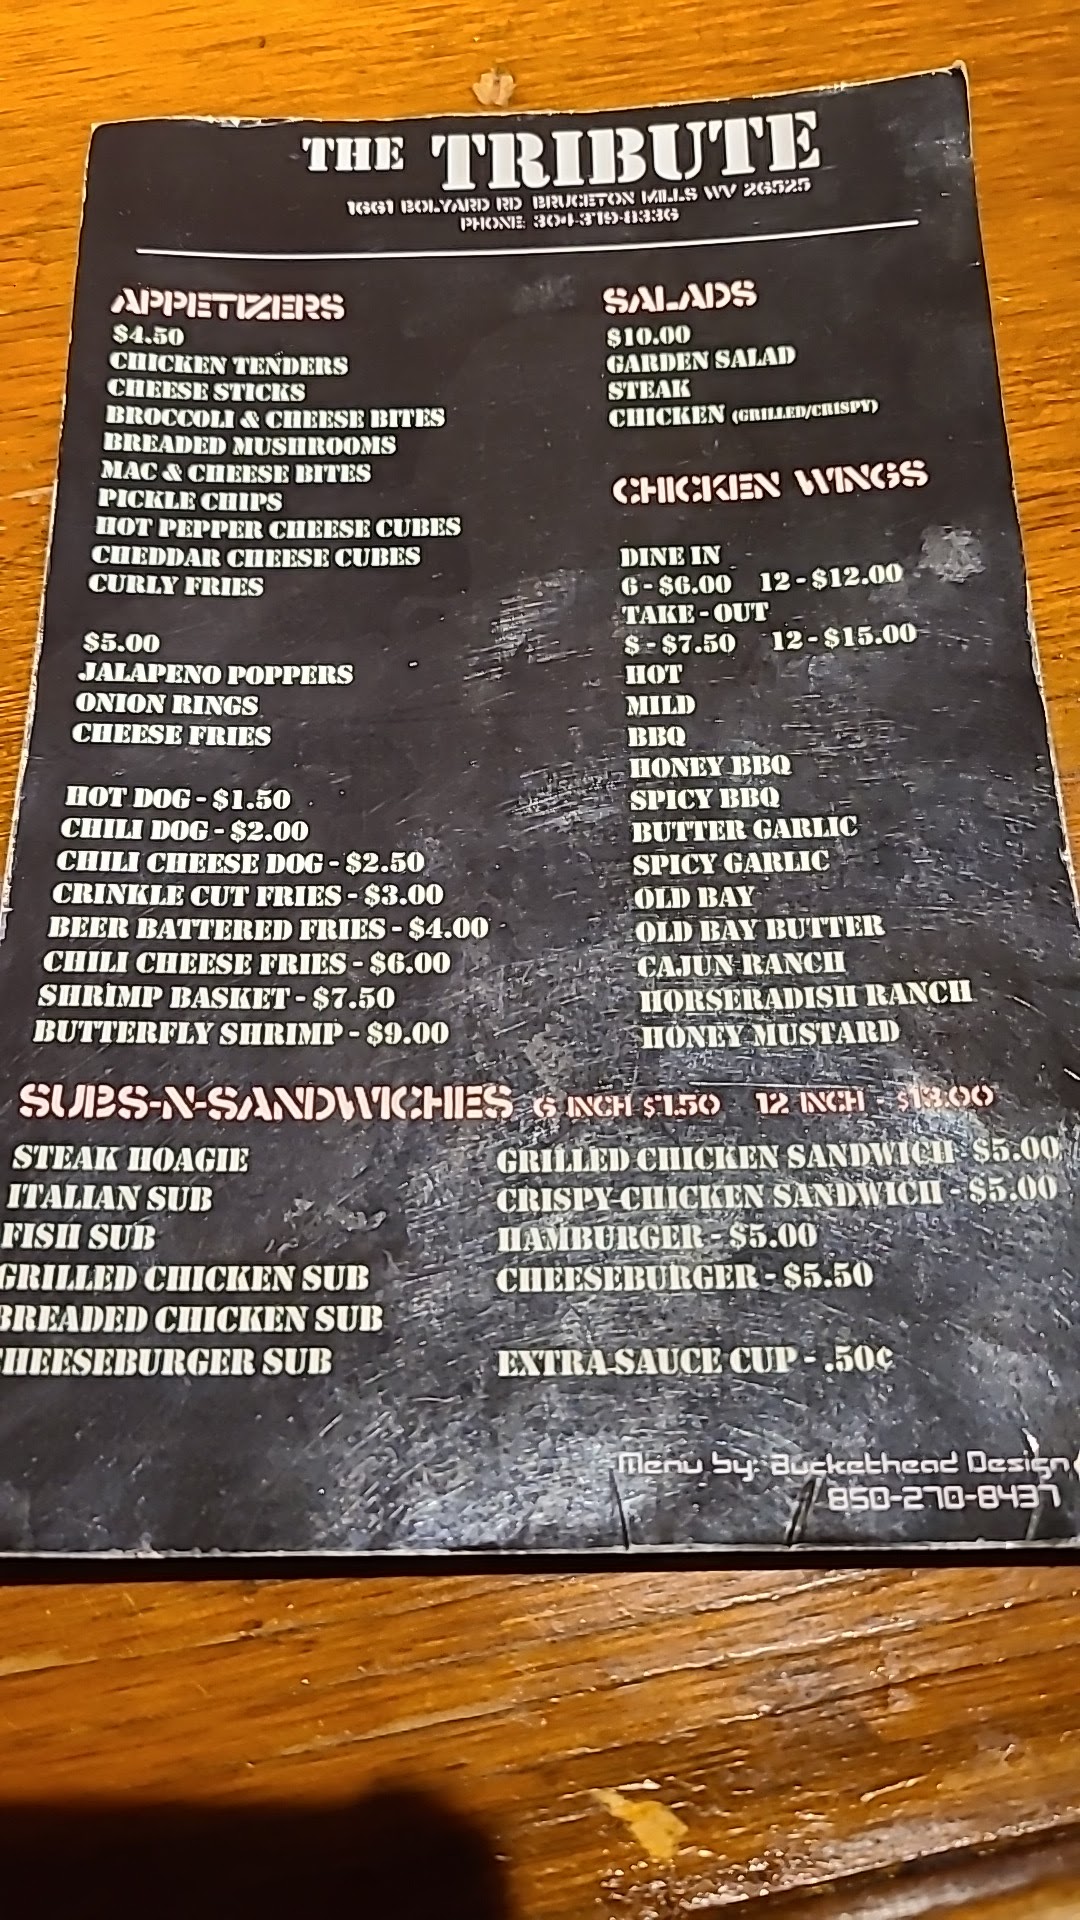 THE TRIBUTE
1661 BOLYARD RD BRUCETON MILLS WV 26525
PHONE: 304-319-8336
APPETIZERS
$4.50
CHICKEN TENDERS
CHEESE STICKS
BROCCOLI & CHEESE BITES
BREADED MUSHROOMS
MAC & CHEESE BITES
PICKLE CHIPS
HOT PEPPER CHEESE CUBES
CHEDDAR CHEESE CUBES
CURLY FRIES
$5.00
JALAPENO POPPERS
ONION RINGS
CHEESE FRIES
HOT DOG - $1.50
CHILI DOG - $2.00
CHILI CHEESE DOG - $2.50
CRINKLE CUT FRIES - $3.00
BEER BATTERED FRIES - $4.00
CHILI CHEESE FRIES - $6.00
SHRIMP BASKET - $7.50
BUTTERFLY SHRIMP - $9.00
SALADS
$10.00
GARDEN SALAD
STEAK
CHICKEN (GRILLED/CRISPY)
CHICKEN WINGS
DINE IN
6 - $6.00 12 - $12.00
TAKE - OUT
$ - $7.50 12 - $15.00
HOT
MILD
BBQ
HONEY BBQ
SPICY BBQ
BUTTER GARLIC
SPICY GARLIC
OLD BAY
OLD BAY BUTTER
CAJUN RANCH
HORSERADISH RANCH
HONEY MUSTARD
SUBS-N-SANDWICHES 6 INCH $7.50 12 INCH - $13.00
STEAK HOAGIE
ITALIAN SUB
FISH SUB
GRILLED CHICKEN SUB
BREADED CHICKEN SUB
HEESEBURGER SUB
GRILLED CHICKEN SANDWICH - $5.00
CRISPY CHICKEN SANDWICH - $5.00
HAMBURGER - $5.00
CHEESEBURGER - $5.50
EXTRA SAUCE CUP - .50¢
Menu by: Buckethead Design
850-270-8437